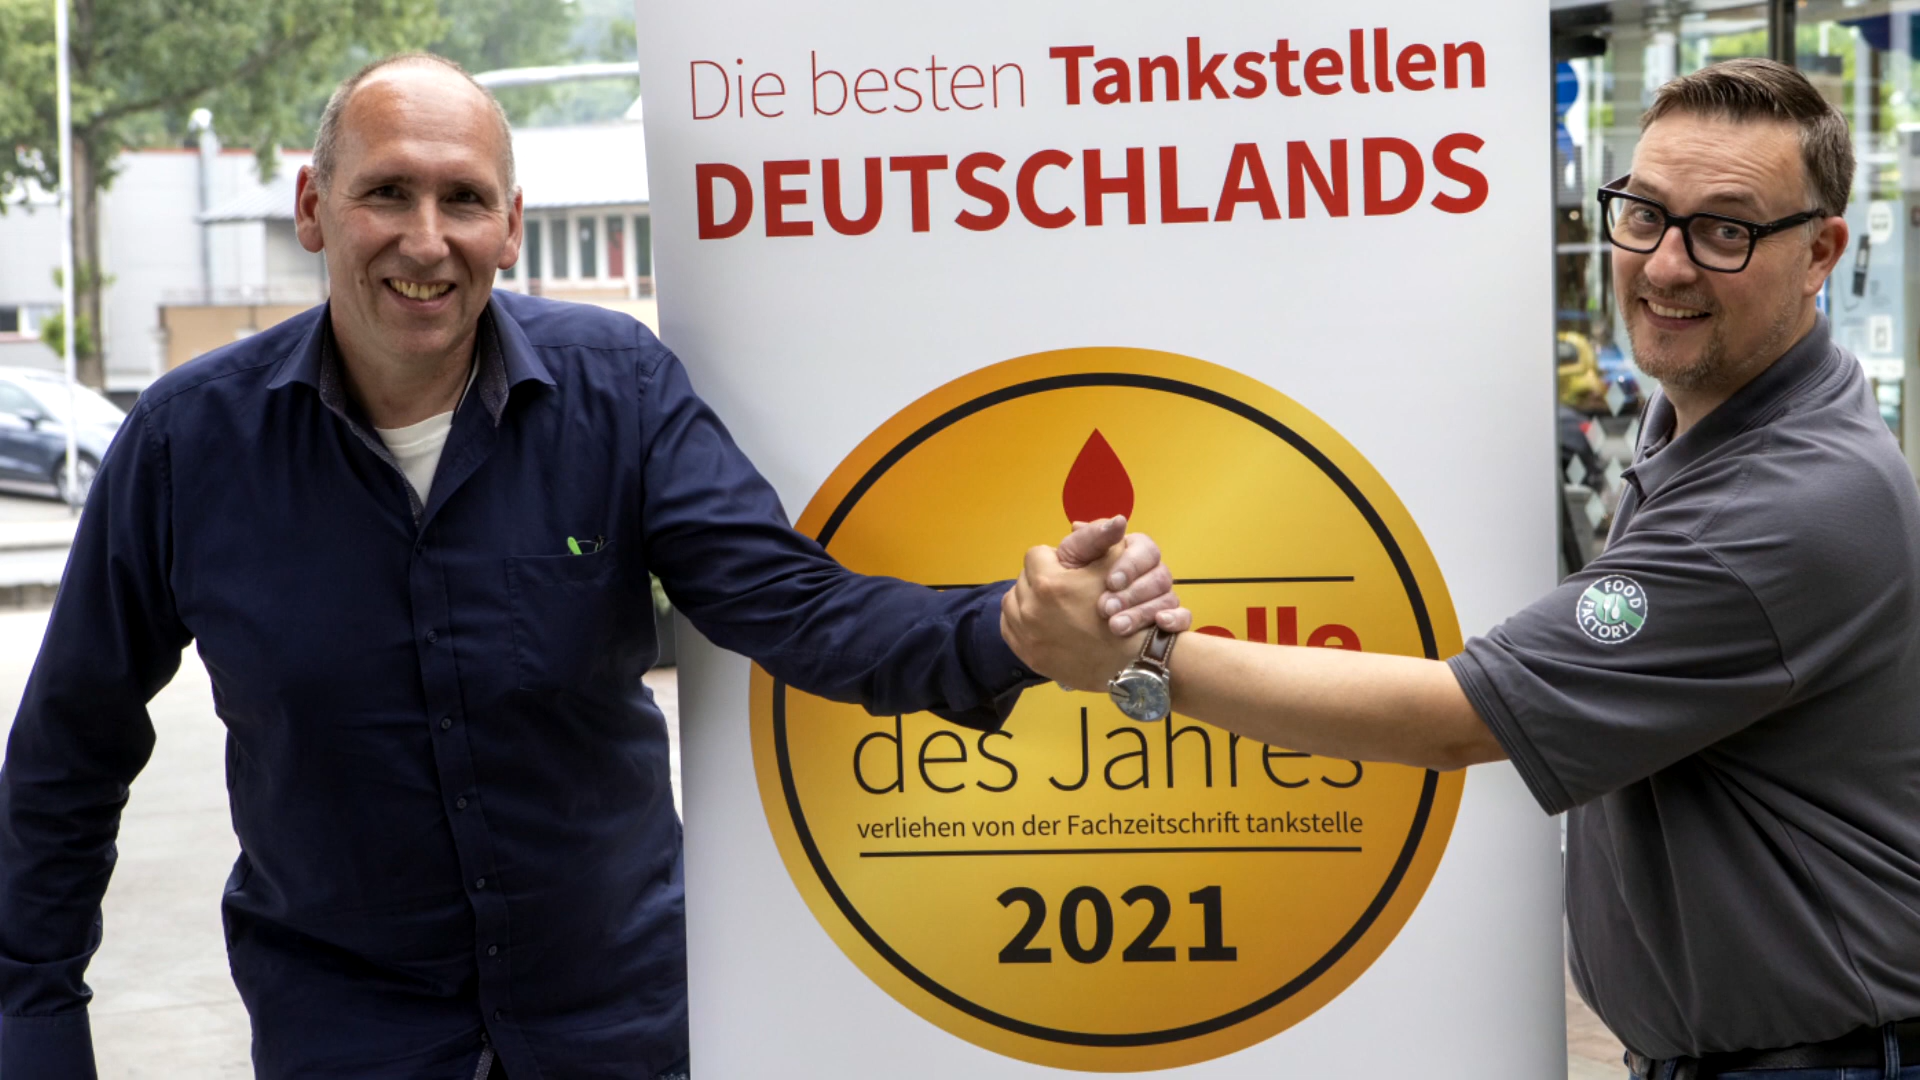 Die besten Tankstellen
DEUTSCHLANDS
des Jahres
verliehen von der Fachzeitschrift tankstelle
2021
FOOD
FACTORY